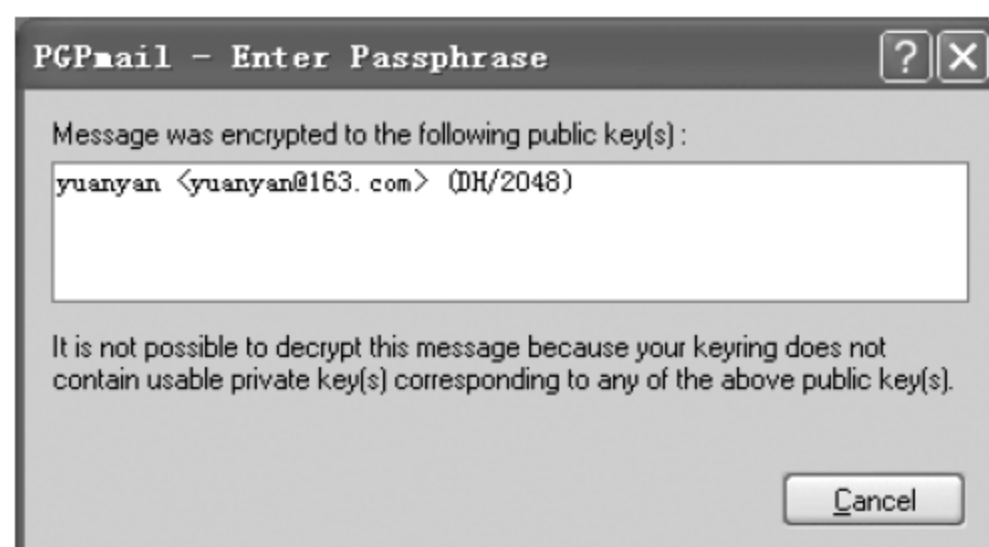 PGPmail - Enter Passphrase
Message was encrypted to the following public key(s) :
yuanyan <yuanyan@163.com> (DH/2048)
It is not possible to decrypt this message because your keyring does not
contain usable private key(s) corresponding to any of the above public key(s).
Cancel